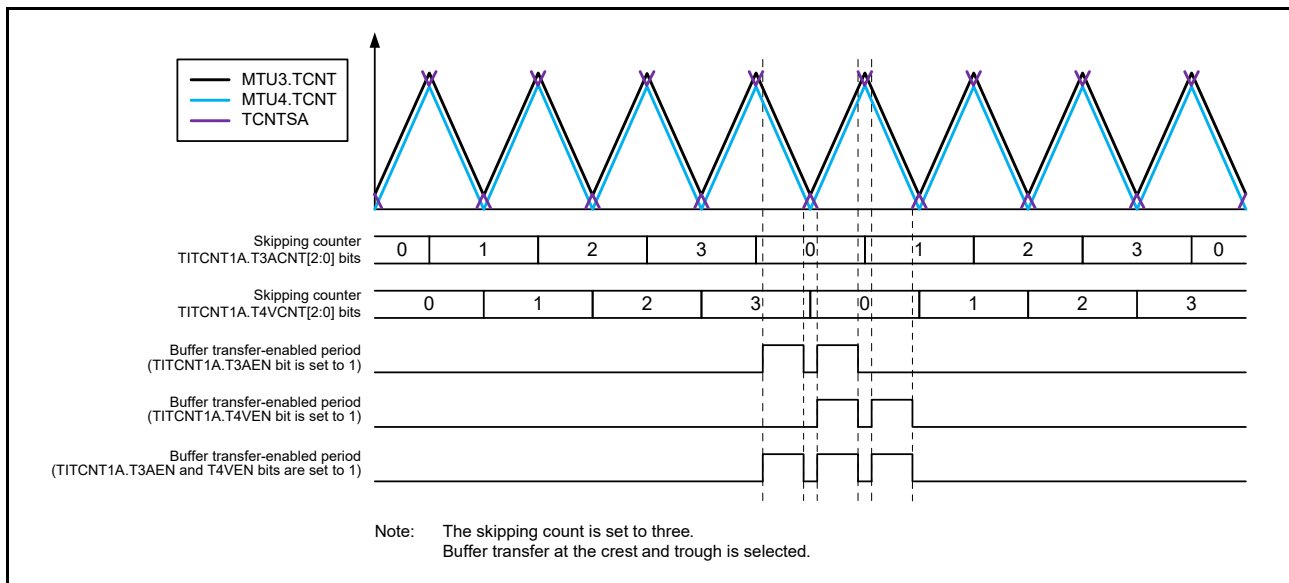 MTU3.TCNT
MTU4.TCNT
TCNTSA
Skipping counter
TITCNT1A.T3ACNT[2:0] bits
0 1 2 3 0 1 2 3 0
Skipping counter
TITCNT1A.T4VCNT[2:0] bits
0 1 2 3 0 1 2 3
Buffer transfer-enabled period
(TITCNT1A.T3AEN bit is set to 1)
Buffer transfer-enabled period
(TITCNT1A.T4VEN bit is set to 1)
Buffer transfer-enabled period
(TITCNT1A.T3AEN and T4VEN bits are set to 1)
Note: The skipping count is set to three.
Buffer transfer at the crest and trough is selected.